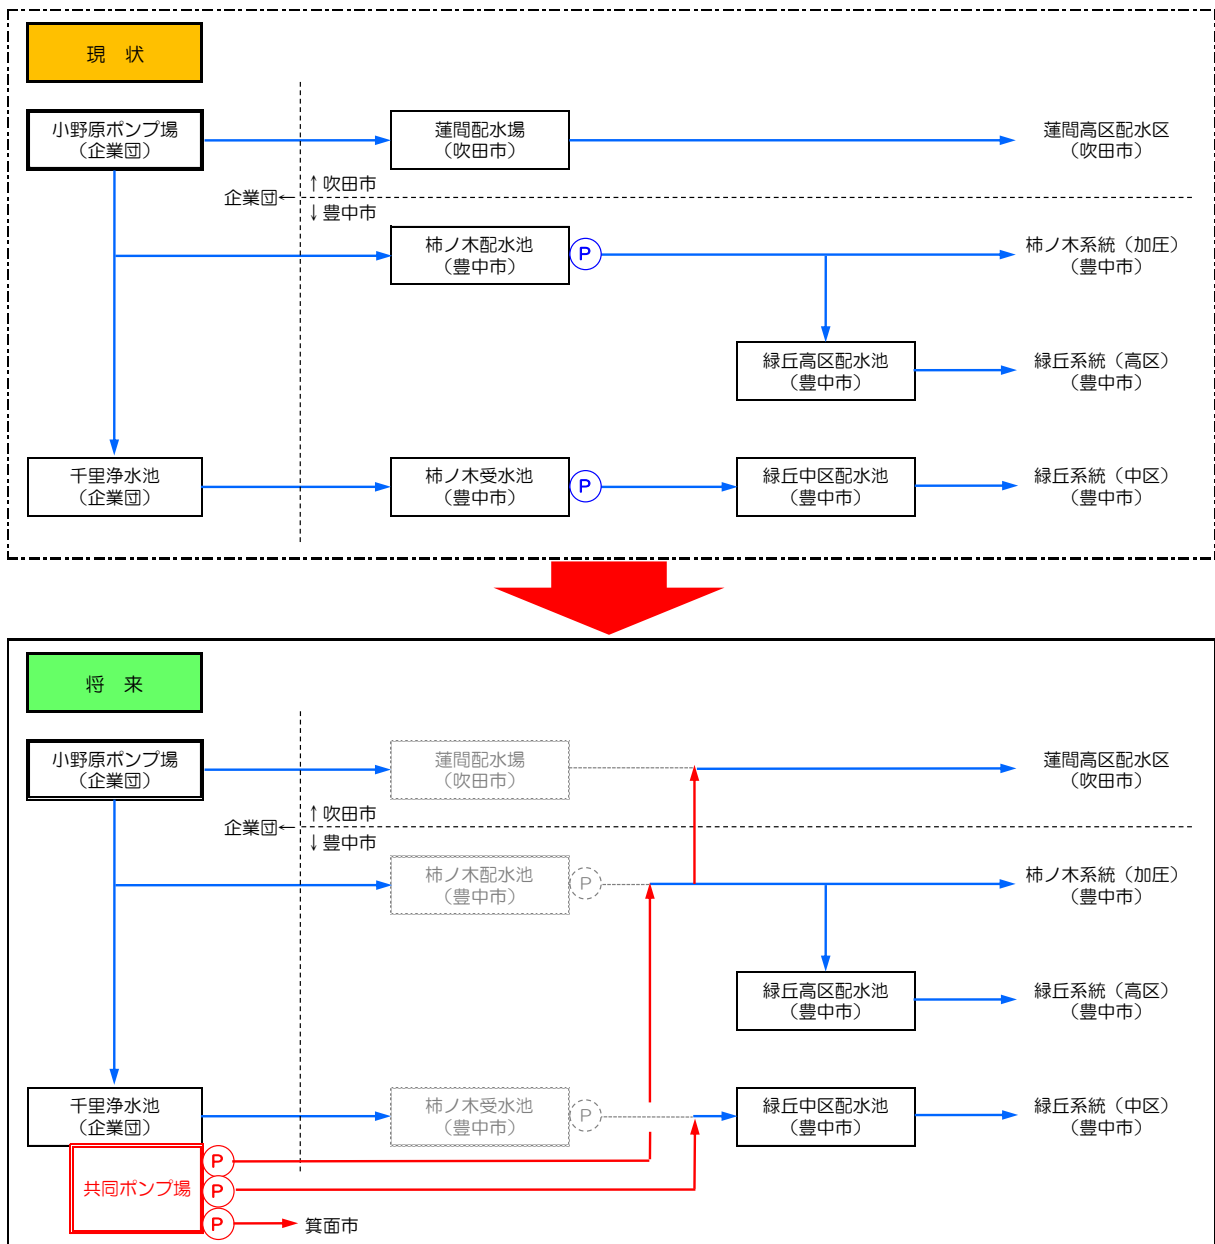 現 状
小野原ポンプ場
（企業団）
蓮間配水場
（吹田市）
蓮間高区配水区
（吹田市）
↑吹田市
企業団←
↓豊中市
柿ノ木配水池
（豊中市）
P
柿ノ木系統（加圧）
（豊中市）
緑丘高区配水池
（豊中市）
緑丘系統（高区）
（豊中市）
千里浄水池
（企業団）
柿ノ木受水池
（豊中市）
P
緑丘中区配水池
（豊中市）
緑丘系統（中区）
（豊中市）
将 来
小野原ポンプ場
（企業団）
蓮間配水場
（吹田市）
蓮間高区配水区
（吹田市）
↑吹田市
企業団←
↓豊中市
柿ノ木配水池
（豊中市）
P
柿ノ木系統（加圧）
（豊中市）
緑丘高区配水池
（豊中市）
緑丘系統（高区）
（豊中市）
千里浄水池
（企業団）
柿ノ木受水池
（豊中市）
P
緑丘中区配水池
（豊中市）
緑丘系統（中区）
（豊中市）
共同ポンプ場
P
P
P
箕面市